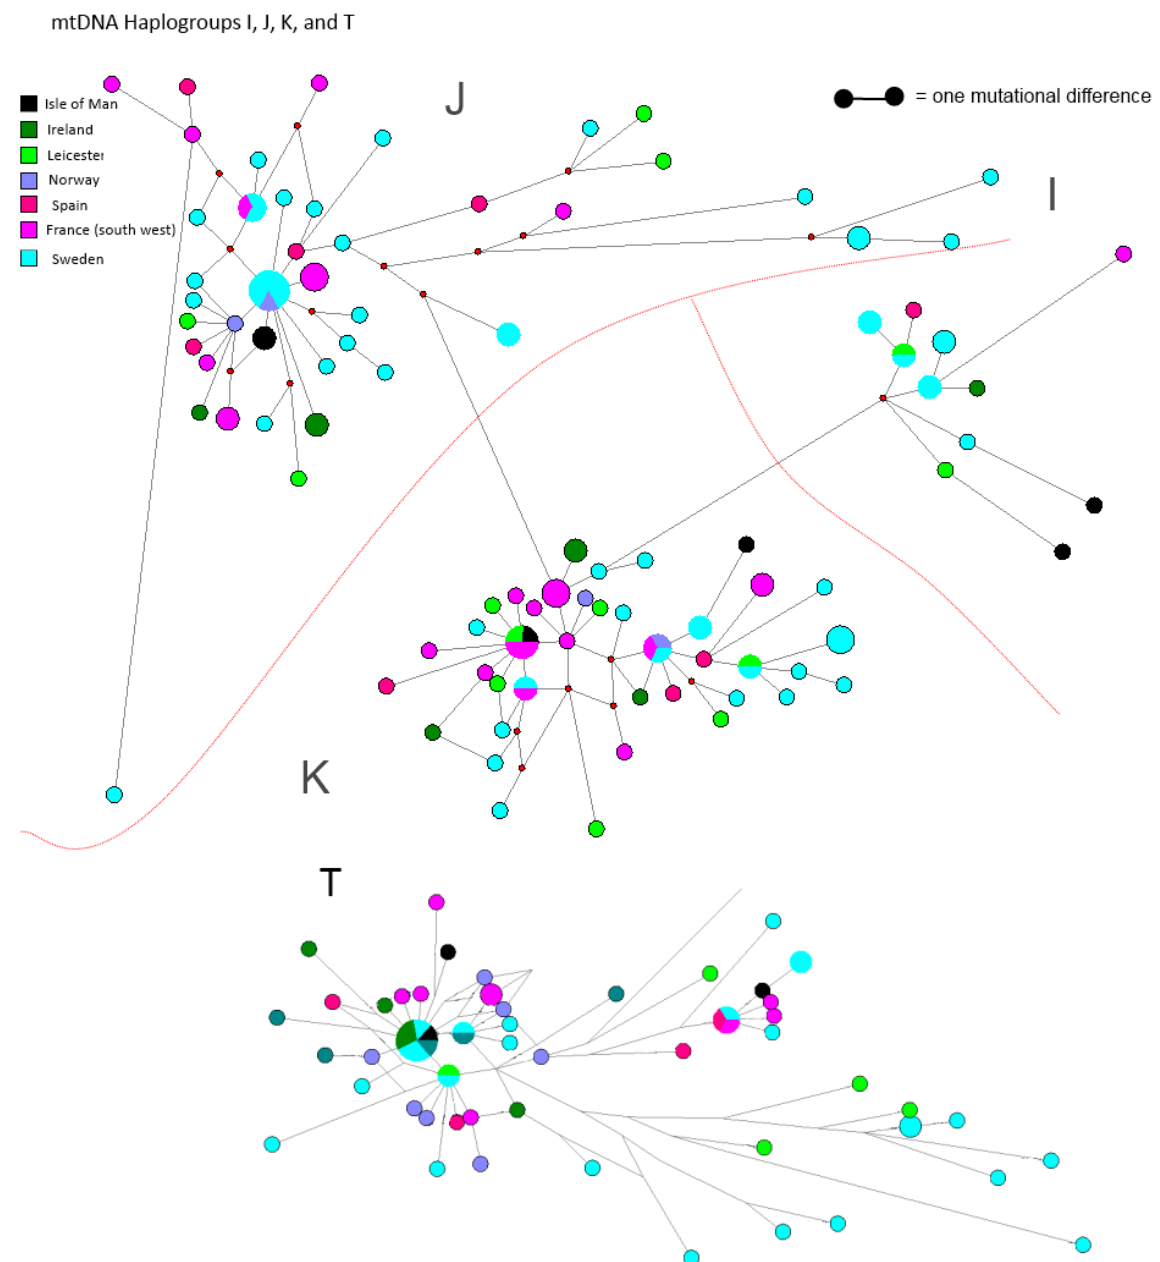 mtDNA Haplogroups I, J, K, and T
J
= one mutational difference
Isle of Man
Ireland
Leicester
Norway
Spain
France (south west)
Sweden
I
K
T